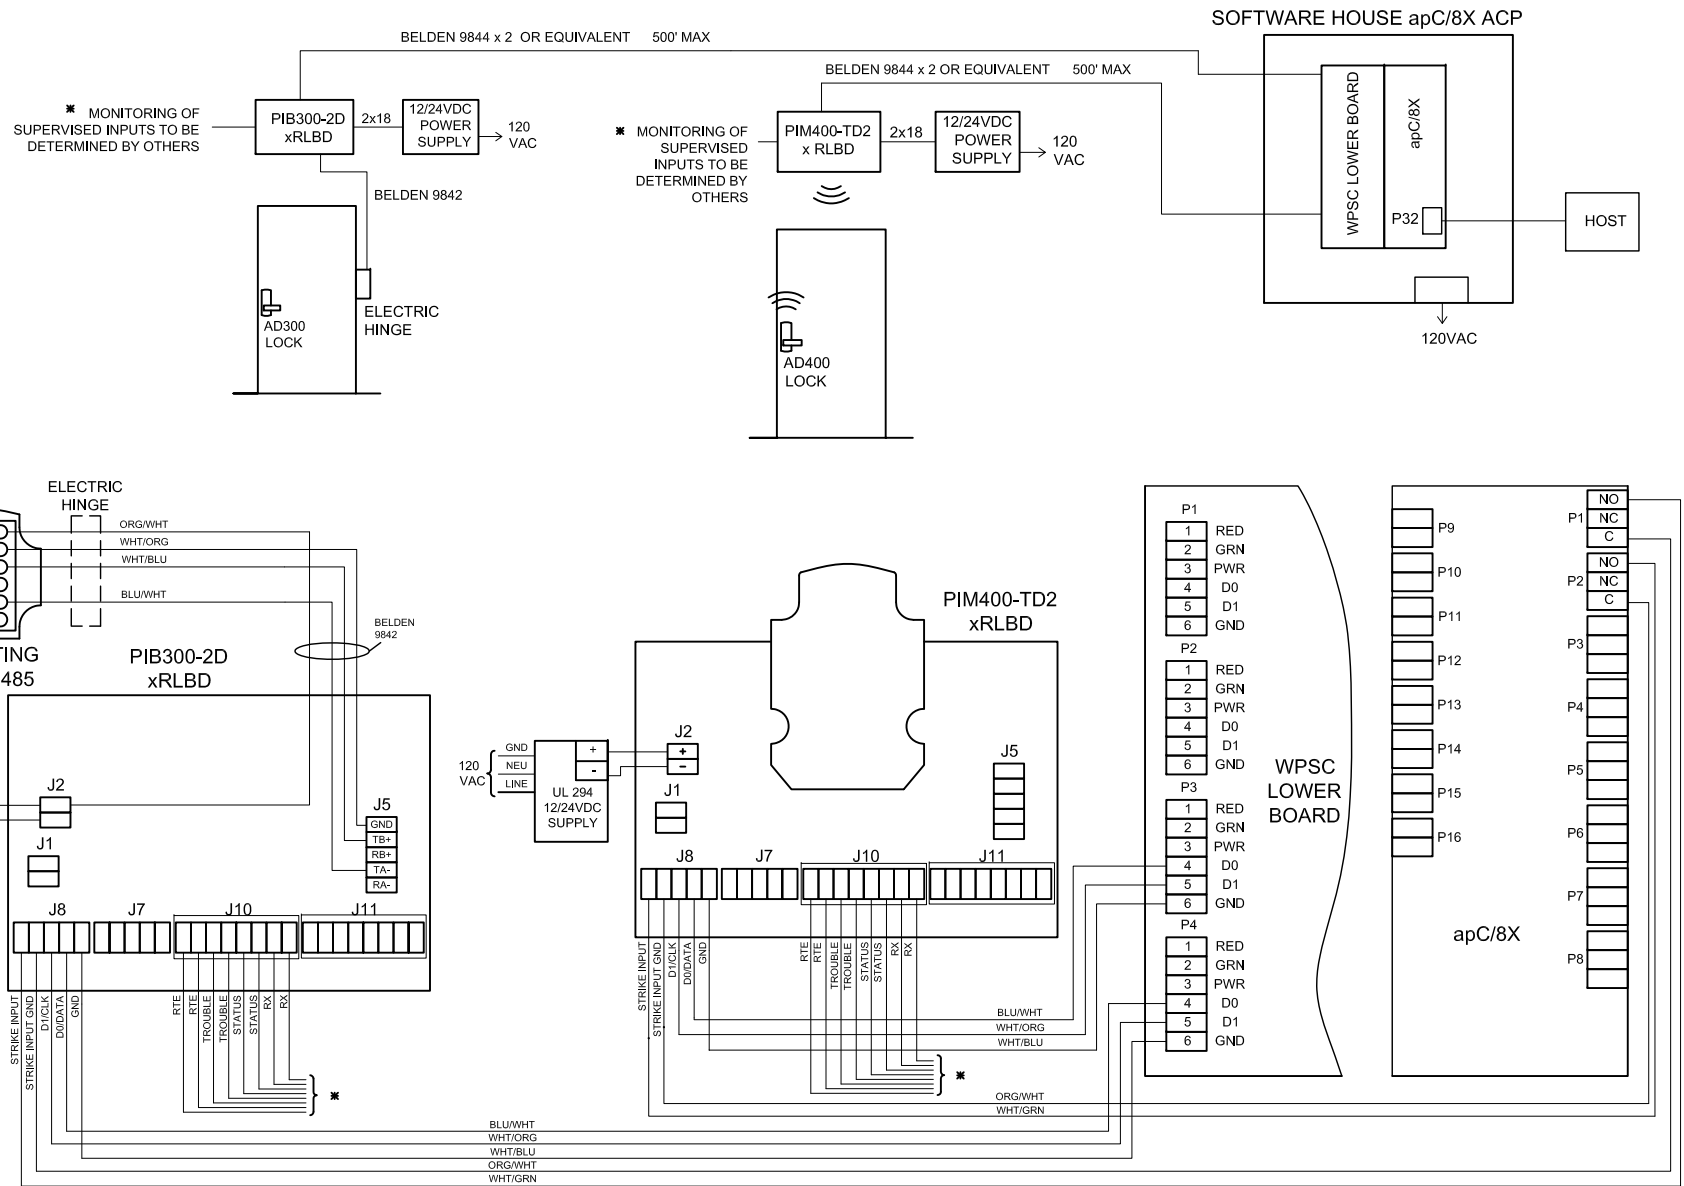 SOFTWARE HOUSE apC/8X ACP
BELDEN 9844 x 2 OR EQUIVALENT 500' MAX
BELDEN 9844 x 2 OR EQUIVALENT 500' MAX
* MONITORING OF
SUPERVISED INPUTS TO BE
DETERMINED BY OTHERS
PIB300-2D
xRLBD
2x18
12/24VDC
POWER
SUPPLY
120
VAC
BELDEN 9842
AD300
LOCK
ELECTRIC
HINGE
* MONITORING OF
SUPERVISED
INPUTS TO BE
DETERMINED BY
OTHERS
PIM400-TD2
x RLBD
2x18
12/24VDC
POWER
SUPPLY
120
VAC
AD400
LOCK
WPSC LOWER BOARD
apC/8X
P32
HOST
120VAC
ELECTRIC
HINGE
ORG/WHT
WHT/ORG
WHT/BLU
BLU/WHT
BELDEN
9842
TING
485
PIB300-2D
xRLBD
J2
J1
J5
GND
TB+
RB+
TA-
RA-
J8
J7
J10
J11
STRIKE INPUT
STRIKE INPUT GND
D1/CLK
D0/DATA
GND
RTE
RTE
TROUBLE
TROUBLE
STATUS
STATUS
RX
RX
*
PIM400-TD2
xRLBD
120
VAC
GND
NEU
LINE
+
-
UL 294
12/24VDC
SUPPLY
J2
+
-
J1
J5
J8
J7
J10
J11
STRIKE INPUT
STRIKE INPUT GND
D1/CLK
D0/DATA
GND
RTE
RTE
TROUBLE
TROUBLE
STATUS
STATUS
RX
RX
*
BLU/WHT
WHT/ORG
WHT/BLU
ORG/WHT
WHT/GRN
BLU/WHT
WHT/ORG
WHT/BLU
ORG/WHT
WHT/GRN
P1
1 RED
2 GRN
3 PWR
4 D0
5 D1
6 GND
P2
1 RED
2 GRN
3 PWR
4 D0
5 D1
6 GND
P3
1 RED
2 GRN
3 PWR
4 D0
5 D1
6 GND
P4
1 RED
2 GRN
3 PWR
4 D0
5 D1
6 GND
WPSC
LOWER
BOARD
P9
P10
P11
P12
P13
P14
P15
P16
P1
NO
NC
C
P2
NO
NC
C
P3
P4
P5
P6
P7
P8
apC/8X